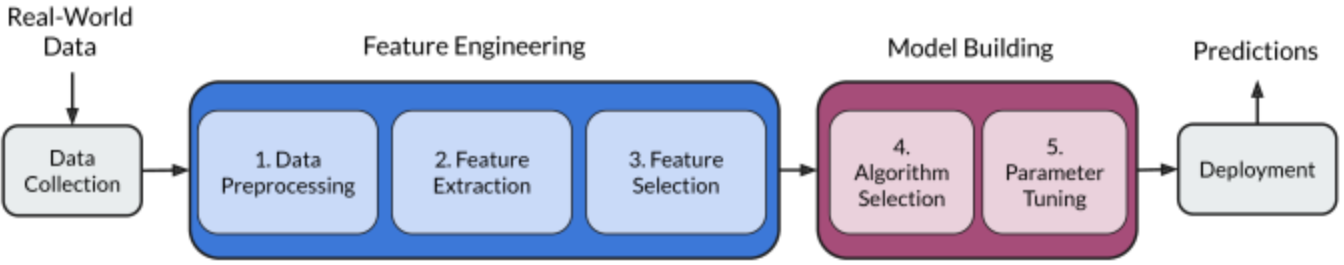 Real-World
Data
Feature Engineering
Model Building
Predictions
Data
Collection
1. Data
Preprocessing
2. Feature
Extraction
3. Feature
Selection
4.
Algorithm
Selection
5.
Parameter
Tuning
Deployment